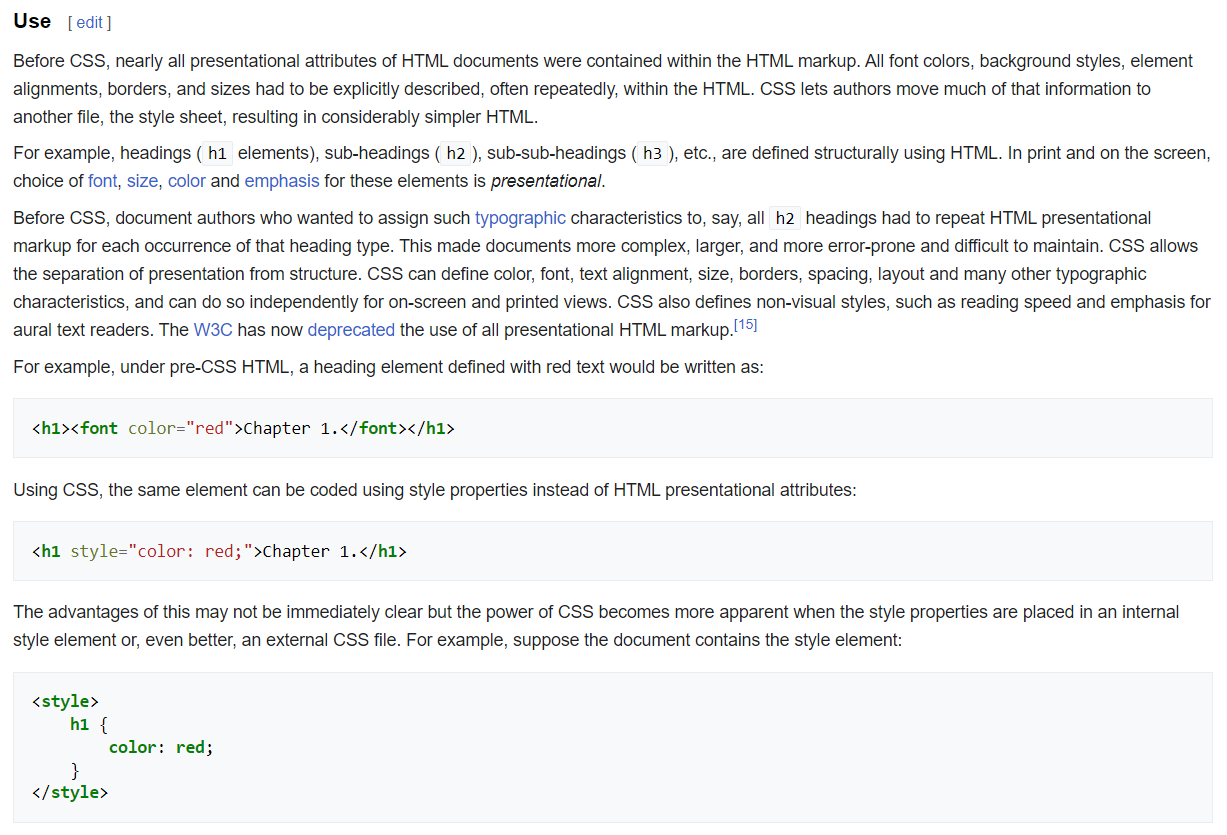 Use [ edit ]
Before CSS, nearly all presentational attributes of HTML documents were contained within the HTML markup. All font colors, background styles, element
alignments, borders, and sizes had to be explicitly described, often repeatedly, within the HTML. CSS lets authors move much of that information to
another file, the style sheet, resulting in considerably simpler HTML.
For example, headings ( h1 elements), sub-headings ( h2 ), sub-sub-headings ( h3 ), etc., are defined structurally using HTML. In print and on the screen,
choice of font, size, color and emphasis for these elements is presentational.
Before CSS, document authors who wanted to assign such typographic characteristics to, say, all h2 headings had to repeat HTML presentational
markup for each occurrence of that heading type. This made documents more complex, larger, and more error-prone and difficult to maintain. CSS allows
the separation of presentation from structure. CSS can define color, font, text alignment, size, borders, spacing, layout and many other typographic
characteristics, and can do so independently for on-screen and printed views. CSS also defines non-visual styles, such as reading speed and emphasis for
aural text readers. The W3C has now deprecated the use of all presentational HTML markup.[15]
For example, under pre-CSS HTML, a heading element defined with red text would be written as:
<h1><font color="red">Chapter 1.</font></h1>
Using CSS, the same element can be coded using style properties instead of HTML presentational attributes:
<h1 style="color: red;">Chapter 1.</h1>
The advantages of this may not be immediately clear but the power of CSS becomes more apparent when the style properties are placed in an internal
style element or, even better, an external CSS file. For example, suppose the document contains the style element:
<style>
    h1 {
        color: red;
    }
</style>